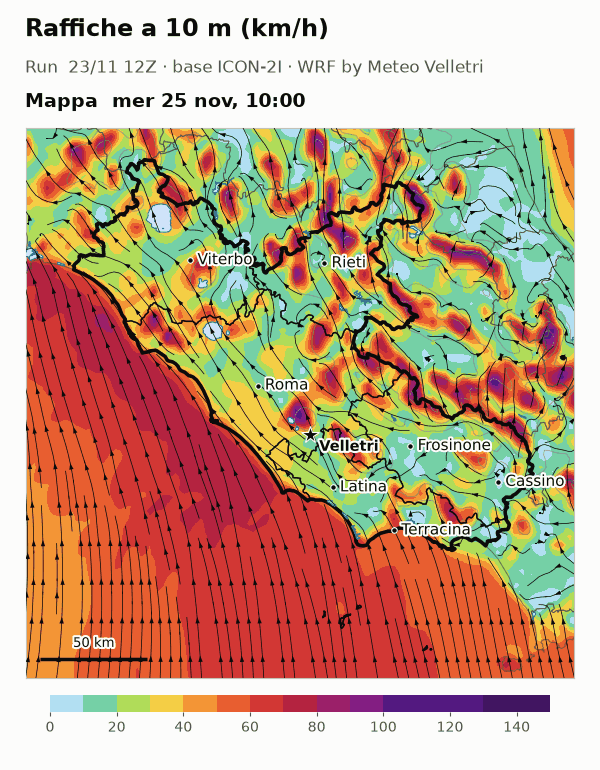 Raffiche a 10 m (km/h)
Run  23/11 12Z · base ICON-2I · WRF by Meteo Velletri
Mappa  mer 25 nov, 10:00
Viterbo
Rieti
Roma
Velletri
Frosinone
Latina
Cassino
Terracina
50 km
0 20 40 60 80 100 120 140